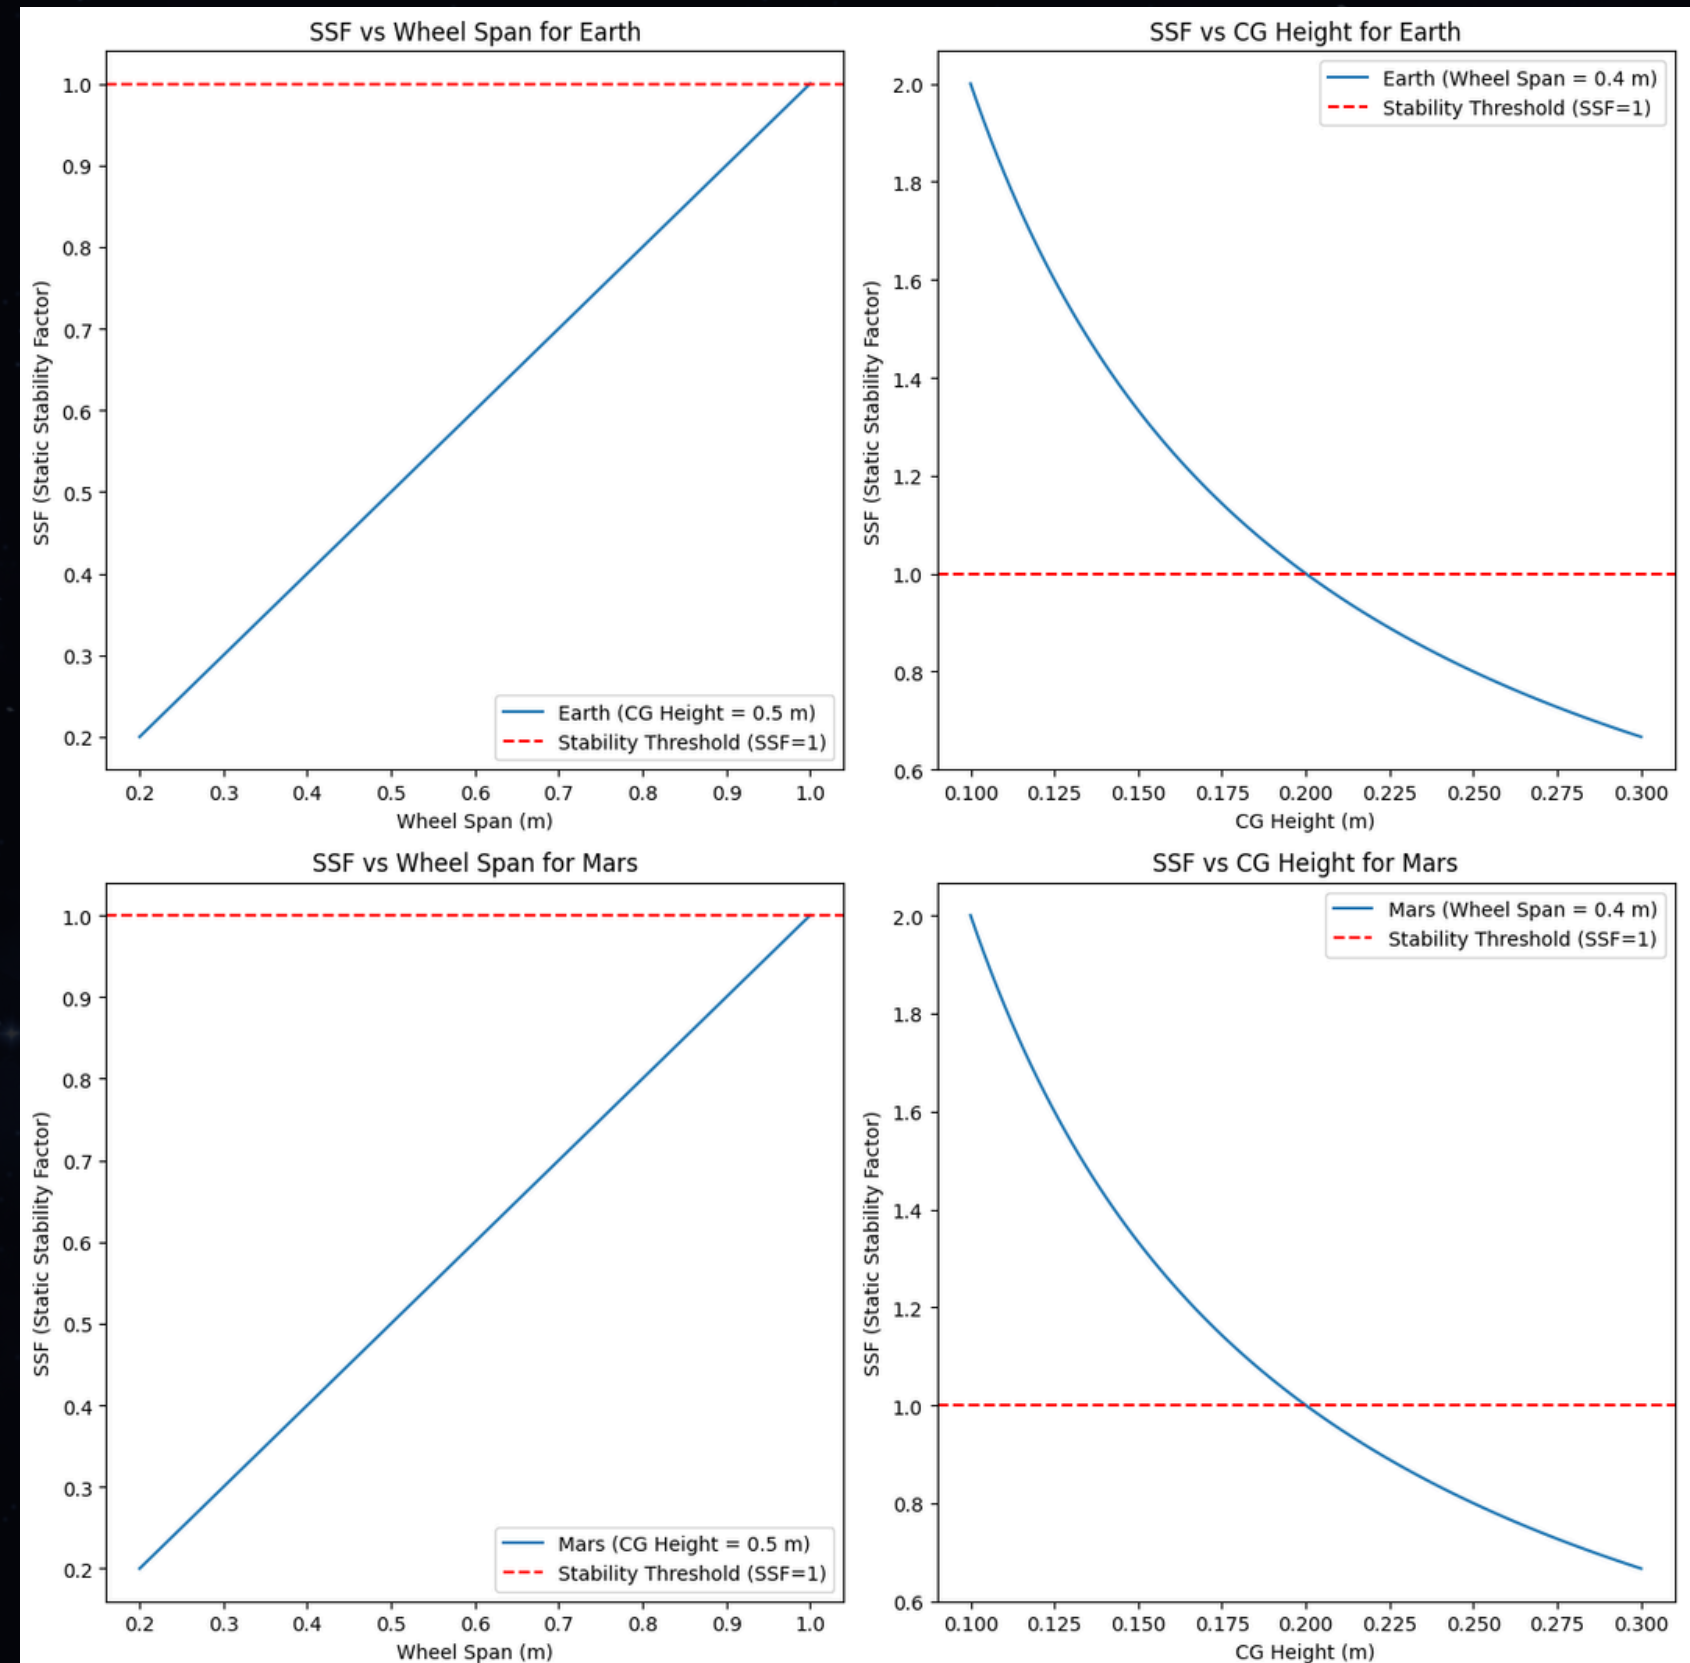 SSF vs Wheel Span for Earth
SSF (Static Stability Factor)
1.0
0.9
0.8
0.7
0.6
0.5
0.4
0.3
0.2
Earth (CG Height = 0.5 m)
Stability Threshold (SSF=1)
0.2 0.3 0.4 0.5 0.6 0.7 0.8 0.9 1.0
Wheel Span (m)
SSF vs CG Height for Earth
SSF (Static Stability Factor)
2.0
1.8
1.6
1.4
1.2
1.0
0.8
0.6
Earth (Wheel Span = 0.4 m)
Stability Threshold (SSF=1)
0.100 0.125 0.150 0.175 0.200 0.225 0.250 0.275 0.300
CG Height (m)
SSF vs Wheel Span for Mars
SSF (Static Stability Factor)
1.0
0.9
0.8
0.7
0.6
0.5
0.4
0.3
0.2
Mars (CG Height = 0.5 m)
Stability Threshold (SSF=1)
0.2 0.3 0.4 0.5 0.6 0.7 0.8 0.9 1.0
Wheel Span (m)
SSF vs CG Height for Mars
SSF (Static Stability Factor)
2.0
1.8
1.6
1.4
1.2
1.0
0.8
0.6
Mars (Wheel Span = 0.4 m)
Stability Threshold (SSF=1)
0.100 0.125 0.150 0.175 0.200 0.225 0.250 0.275 0.300
CG Height (m)